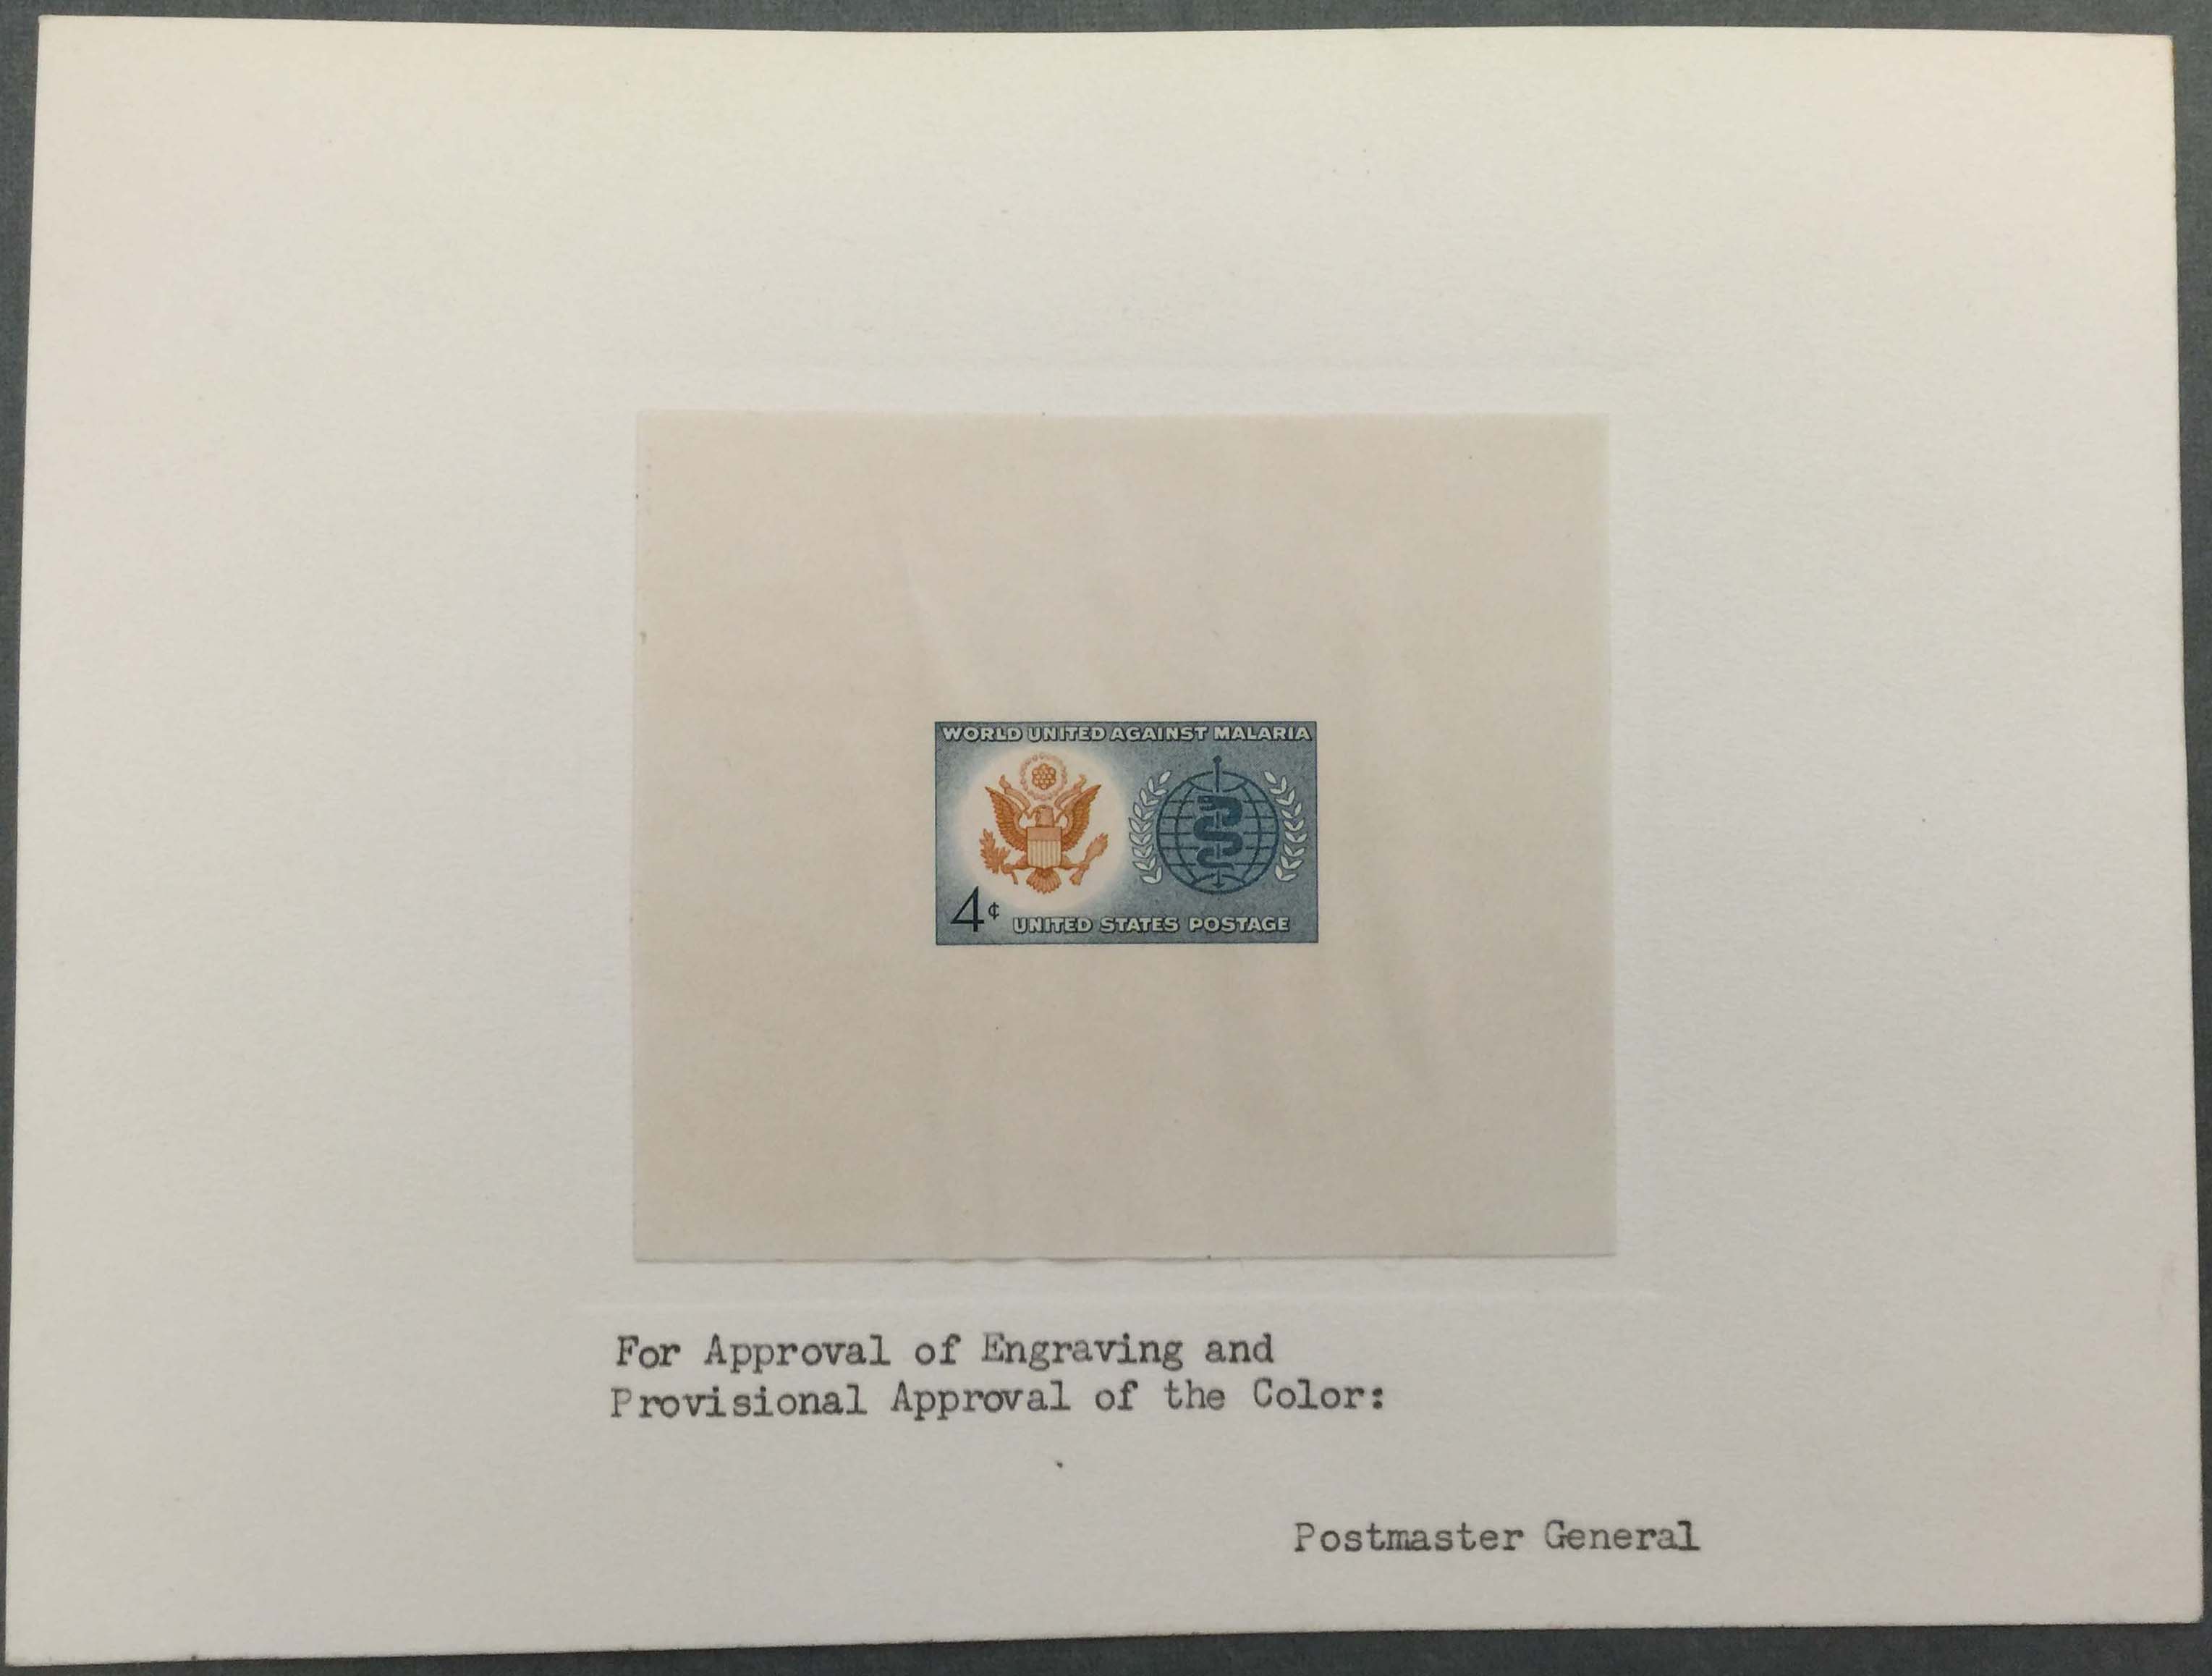 WORLD UNITED AGAINST MALARIA
4¢ UNITED STATES POSTAGE
For Approval of Engraving and
Provisional Approval of the Color:
Postmaster General